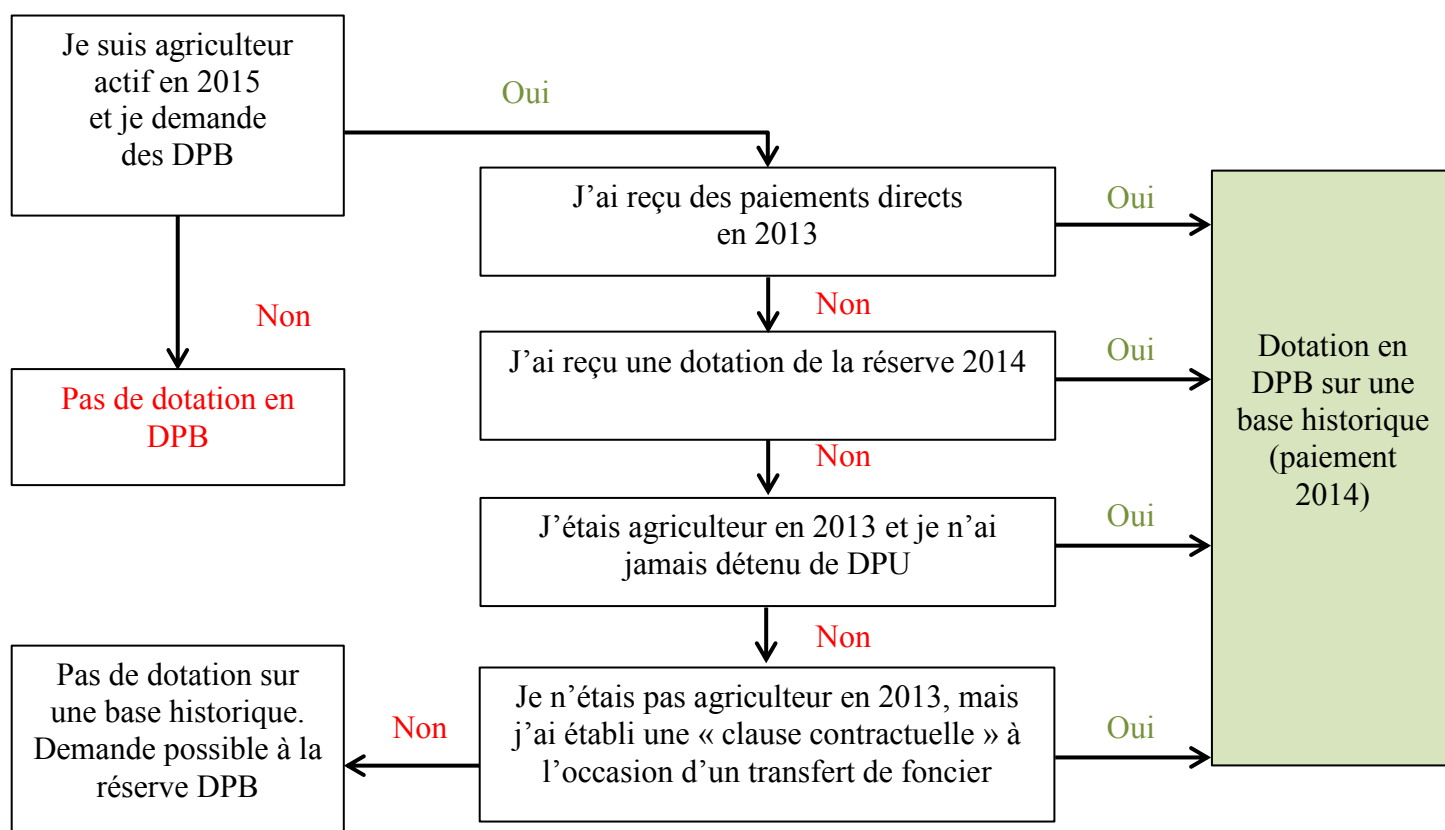 Je suis agriculteur
actif en 2015
et je demande
des DPB
Oui
J’ai reçu des paiements directs
en 2013
Oui
Non
Non
Pas de dotation en
DPB
J’ai reçu une dotation de la réserve 2014
Oui
Non
J’étais agriculteur en 2013 et je n’ai
jamais détenu de DPU
Oui
Non
Je n’étais pas agriculteur en 2013, mais
j’ai établi une « clause contractuelle » à
l’occasion d’un transfert de foncier
Oui
Non
Pas de dotation sur
une base historique.
Demande possible à la
réserve DPB
Dotation en
DPB sur une
base historique
(paiement
2014)